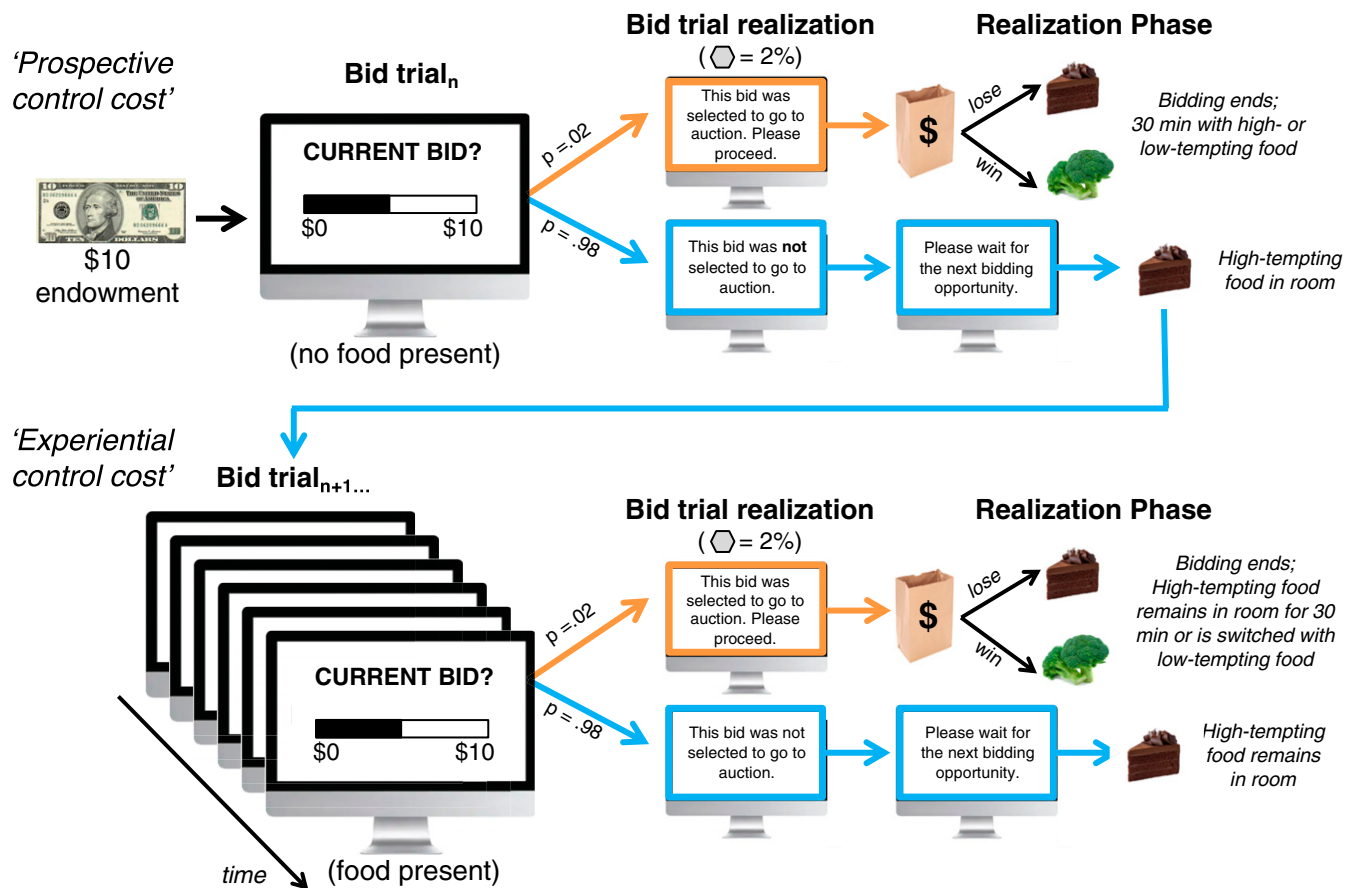 'Prospective
control cost'
$10
endowment
Bid trialn
CURRENT BID?
$0 $10
(no food present)
p =.02
p = .98
Bid trial realization
( = 2%)
This bid was
selected to go to
auction. Please
proceed.
This bid was not
selected to go to
auction.
Please wait for
the next bidding
opportunity.
Realization Phase
$
lose
win
Bidding ends;
30 min with high- or
low-tempting food
High-tempting
food in room
'Experiential
control cost'
Bid trialn+1...
CURRENT BID?
$0 $10
(food present)
time
p =.02
p = .98
Bid trial realization
( = 2%)
This bid was
selected to go to
auction. Please
proceed.
This bid was not
selected to go to
auction.
Please wait for
the next bidding
opportunity.
Realization Phase
$
lose
win
Bidding ends;
High-tempting food
remains in room for 30
min or is switched with
low-tempting food
High-tempting
food remains
in room